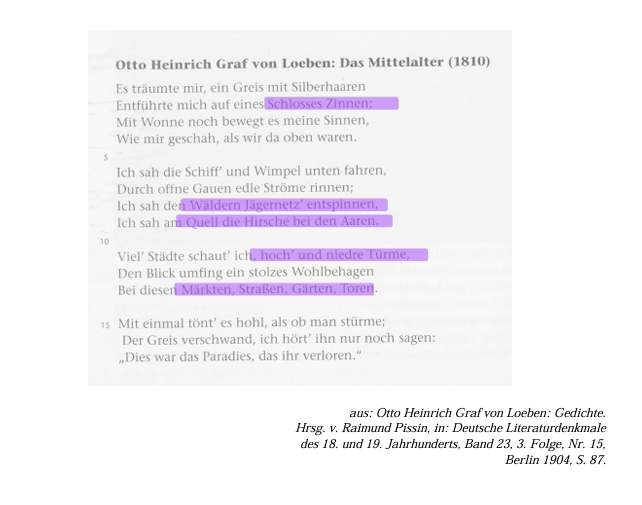 Otto Heinrich Graf von Loeben: Das Mittelalter (1810)
Es träumte mir, ein Greis mit Silberhaaren
Entführte mich auf eines Schlosses Zinnen;
Mit Wonne noch bewegt es meine Sinnen,
Wie mir geschah, als wir da oben waren.
5
Ich sah die Schiff’ und Wimpel unten fahren,
Durch offne Gauen edle Ströme rinnen;
Ich sah den Wäldern Jägernetz’ entspinnen,
Ich sah am Quell die Hirsche bei den Aaren.
10
Viel’ Städte schaut’ ich, hoch’ und niedre Türme,
Den Blick umfing ein stolzes Wohlbehagen
Bei diesen Märkten, Straßen, Gärten, Toren.
15 Mit einmal tönt’ es hohl, als ob man stürme;
Der Greis verschwand, ich hört’ ihn nur noch sagen:
„Dies war das Paradies, das ihr verloren.“
aus: Otto Heinrich Graf von Loeben: Gedichte.
Hrsg. v. Raimund Pissin, in: Deutsche Literaturdenkmale
des 18. und 19. Jahrhunderts, Band 23, 3. Folge, Nr. 15,
Berlin 1904, S. 87.